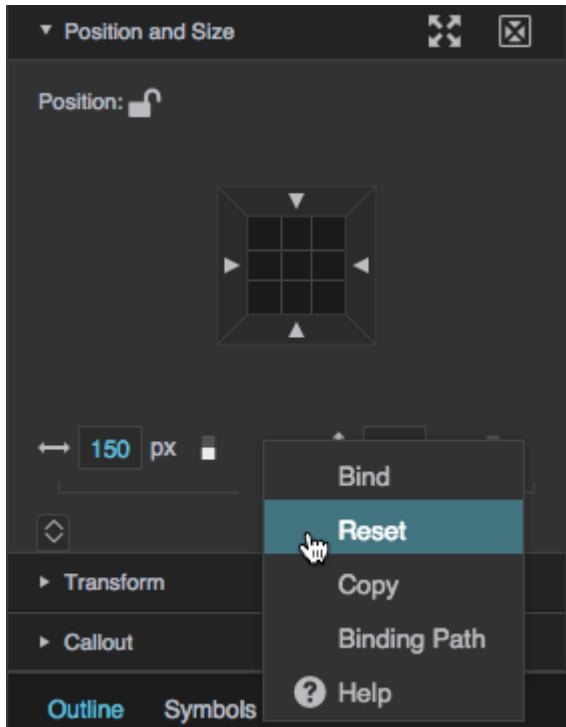 Position and Size
Position:
150 px
Bind
Reset
Transform
Copy
Callout
Binding Path
? Help
Outline Symbols